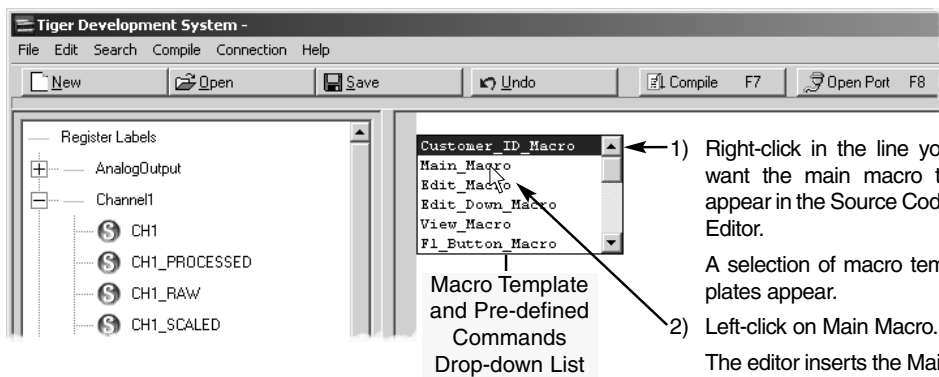 Tiger Development System -
File Edit Search Compile Connection Help
New Open Save Undo Compile F7 Open Port F8
Register Labels
AnalogOutput
Channel1
CH1
CH1_PROCESSED
CH1_RAW
CH1_SCALED
Customer_ID_Macro
Main_Macro
Edit_Macro
Edit_Down_Macro
View_Macro
F1_Button_Macro
Macro Template
and Pre-defined
Commands
Drop-down List
1) Right-click in the line yo
want the main macro t
appear in the Source Cod
Editor.
A selection of macro tem
plates appear.
2) Left-click on Main Macro.
The editor inserts the Mai